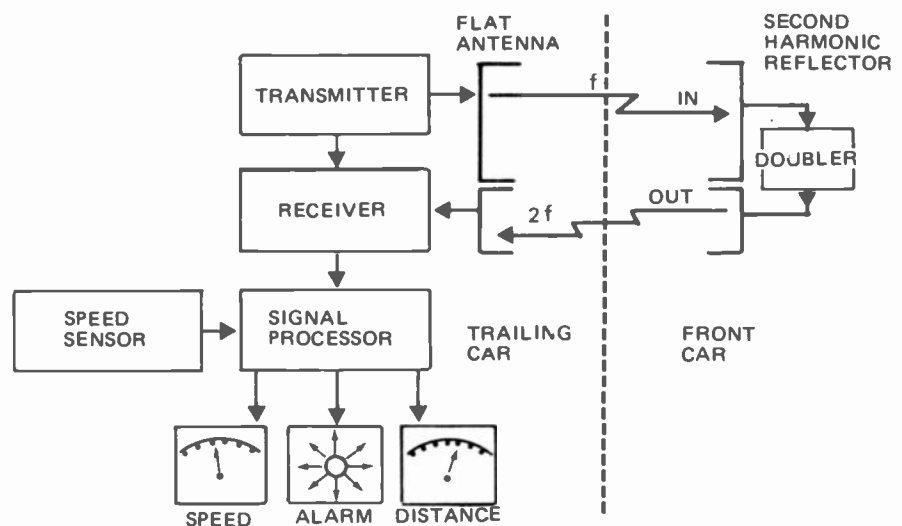 FLAT
ANTENNA
SECOND
HARMONIC
REFLECTOR
TRANSMITTER
f
IN
DOUBLER
RECEIVER
2f
OUT
SPEED
SENSOR
SIGNAL
PROCESSOR
TRAILING
CAR
FRONT
CAR
SPEED
ALARM
DISTANCE